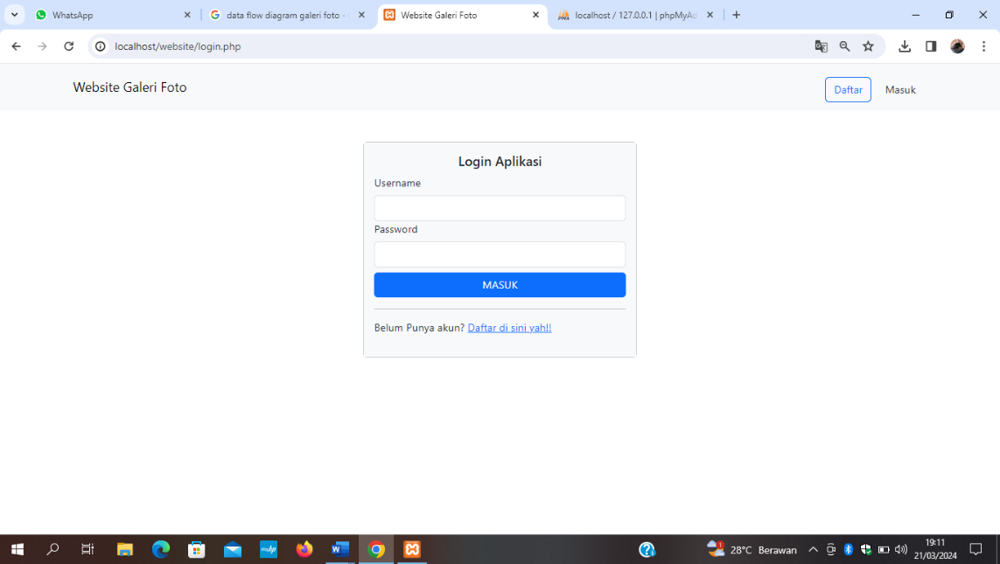 WhatsApp
data flow diagram galeri foto -
Website Galeri Foto
localhost / 127.0.0.1 | phpMyAd
localhost/website/login.php
Website Galeri Foto
Daftar
Masuk
Login Aplikasi
Username
Password
MASUK
Belum Punya akun? Daftar di sini yah!!
28°C Berawan
19:11
21/03/2024